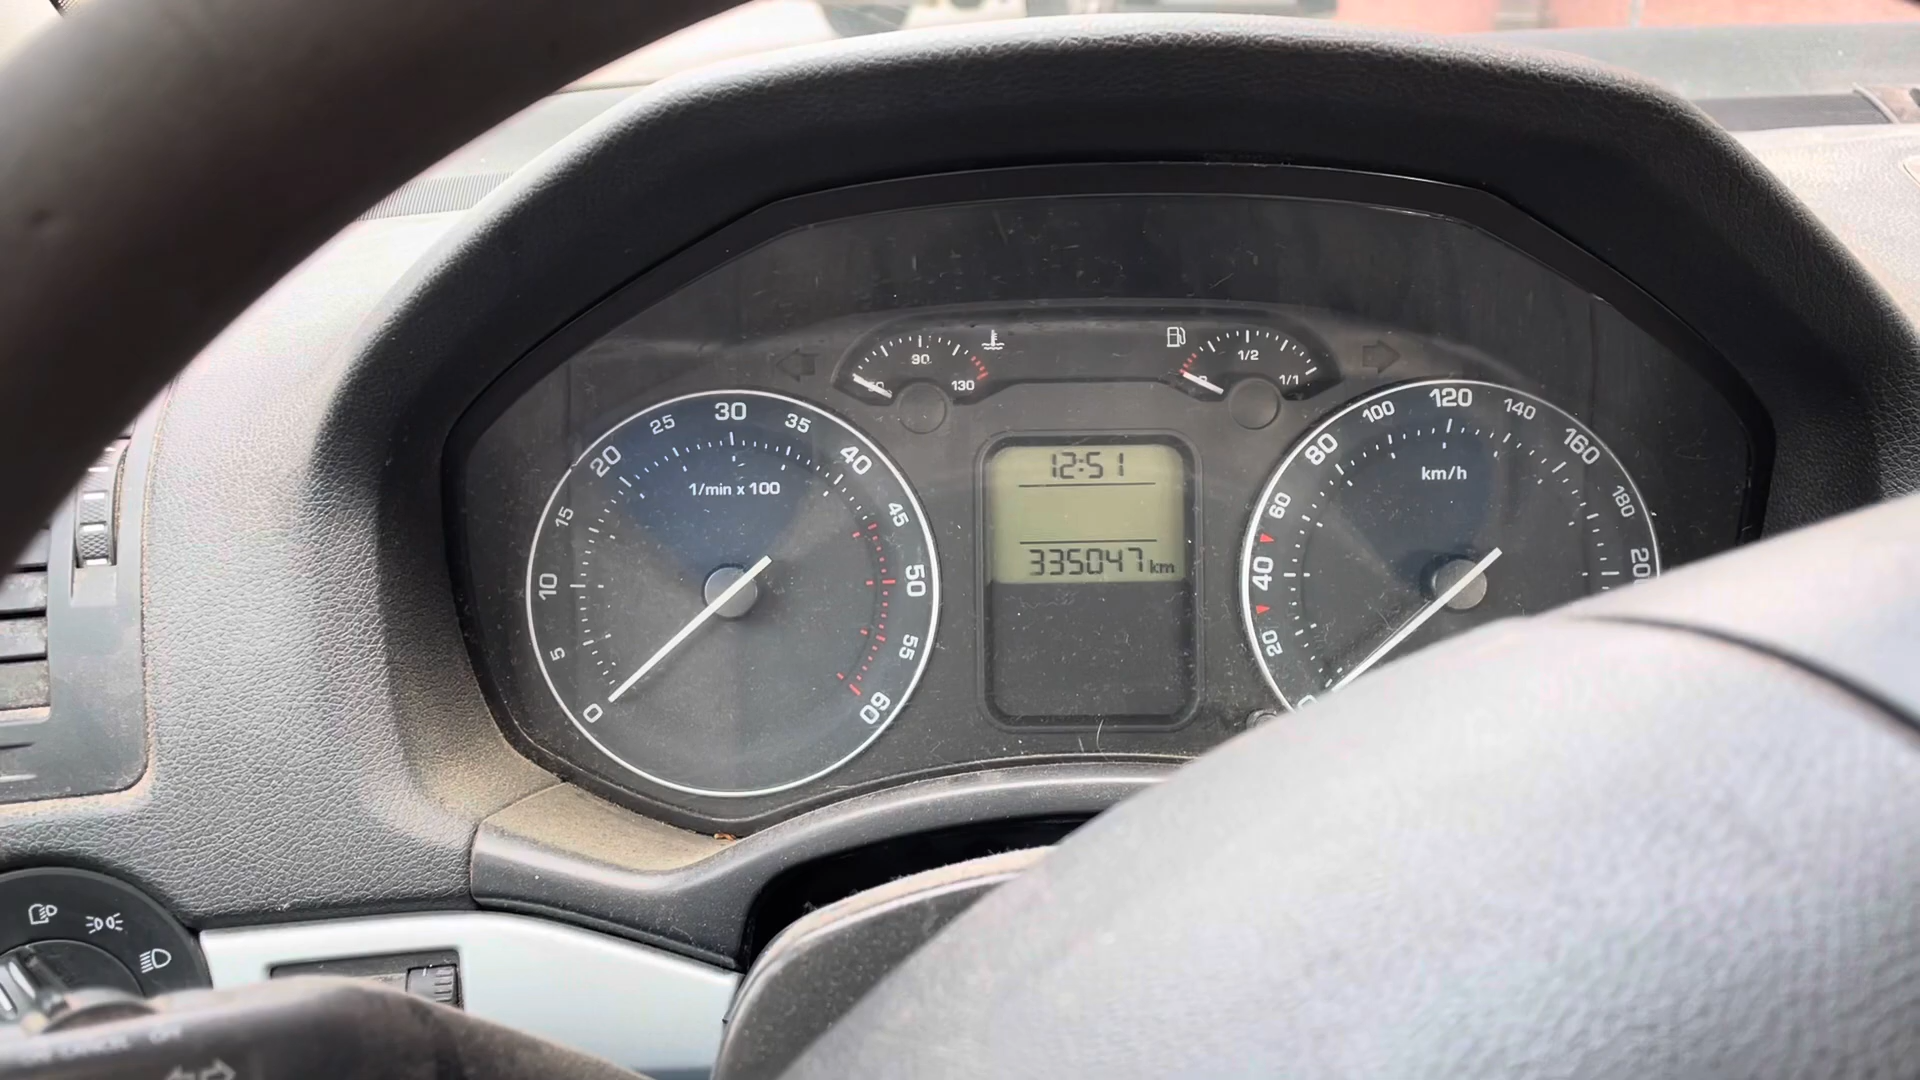 90
130
1/2
1/1
0 5 10 15 20 25 30 35 40 45 50 55 60
1/min x 100
12:51
335047 km
20 40 60 80 100 120 140 160 180 200
km/h